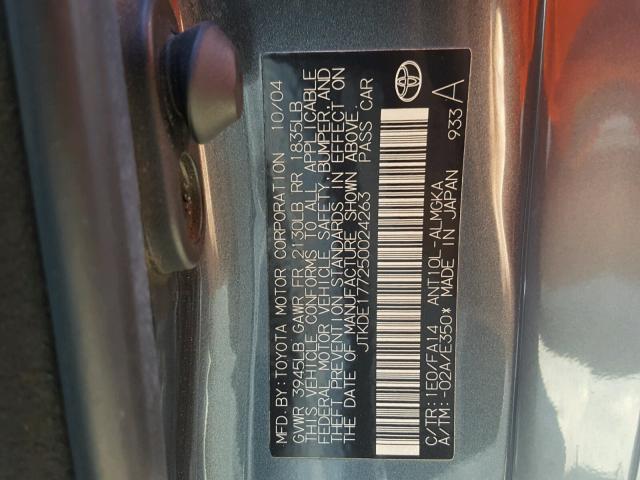 MFD. BY: TOYOTA MOTOR CORPORATION 10/04
GVWR 3945LB GAWR FR 2130LB RR 1835LB
THIS VEHICLE CONFORMS TO ALL APPLICABLE
FEDERAL MOTOR VEHICLE SAFETY, BUMPER, AND
THEFT PREVENTION STANDARDS IN EFFECT ON
THE DATE OF MANUFACTURE SHOWN ABOVE.
JTKDE177250024263 PASS CAR
C/TR: 1E0/FA14 ANT10L-ALMGKA
A/TM: -02A/E350* MADE IN JAPAN 933 A